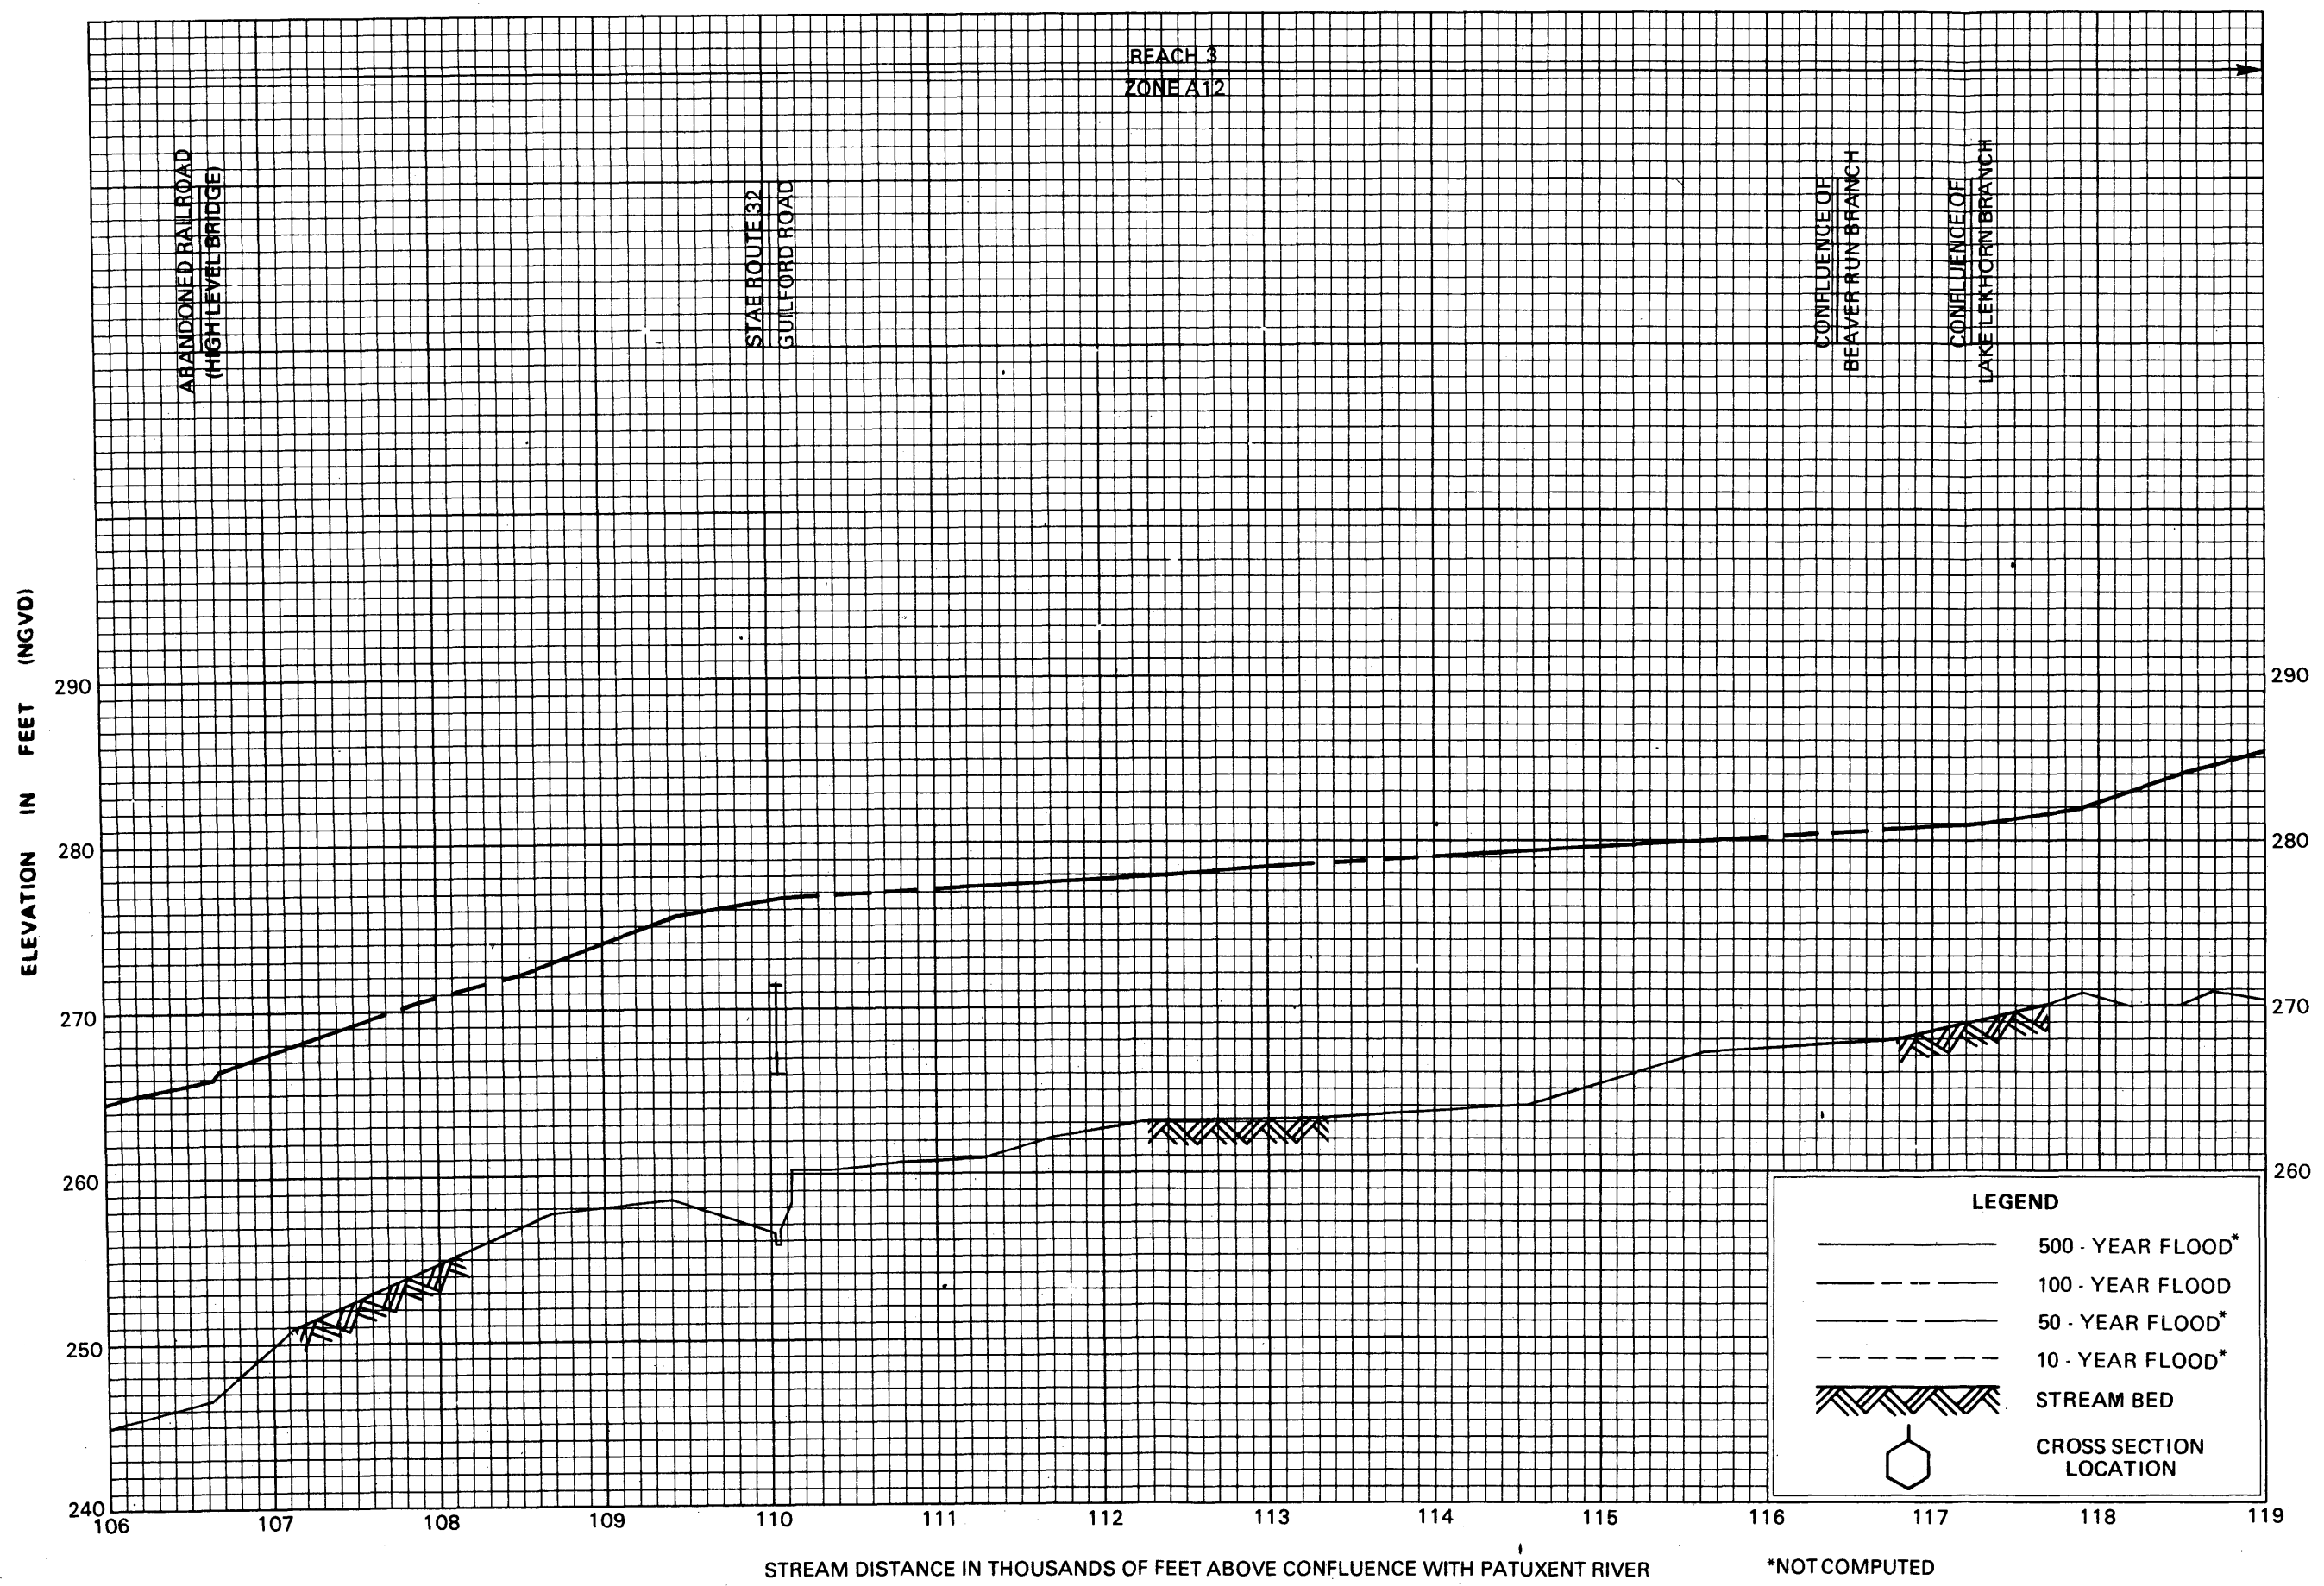 REACH 3
ZONE A12
ABANDONED RAILROAD
(HIGH LEVEL BRIDGE)
STAE ROUTE 32
GUILFORD ROAD
CONFLUENCE OF
BEAVER RUN BRANCH
CONFLUENCE OF
LAKE LEKHORN BRANCH
ELEVATION IN FEET (NGVD)
290
280
270
260
250
240
290
280
270
260
106 107 108 109 110 111 112 113 114 115 116 117 118 119
STREAM DISTANCE IN THOUSANDS OF FEET ABOVE CONFLUENCE WITH PATUXENT RIVER
*NOT COMPUTED
LEGEND
500 - YEAR FLOOD*
100 - YEAR FLOOD
50 - YEAR FLOOD*
10 - YEAR FLOOD*
STREAM BED
CROSS SECTION
LOCATION